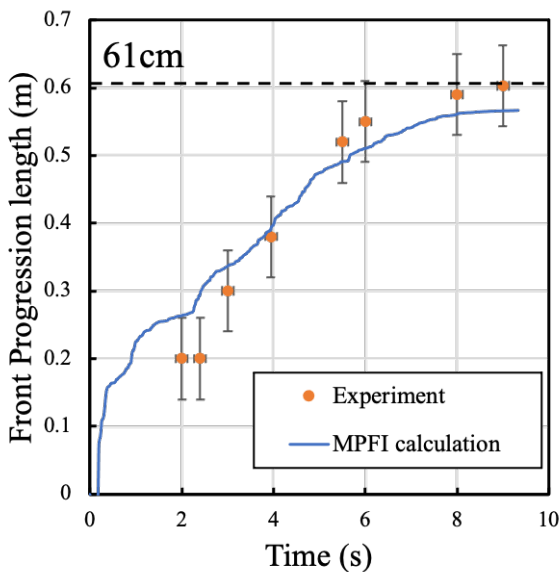 0.7
61cm
0.6
0.5
0.4
0.3
0.2
0.1
0
Front Progression length (m)
Experiment
MPFI calculation
0 2 4 6 8 10
Time (s)